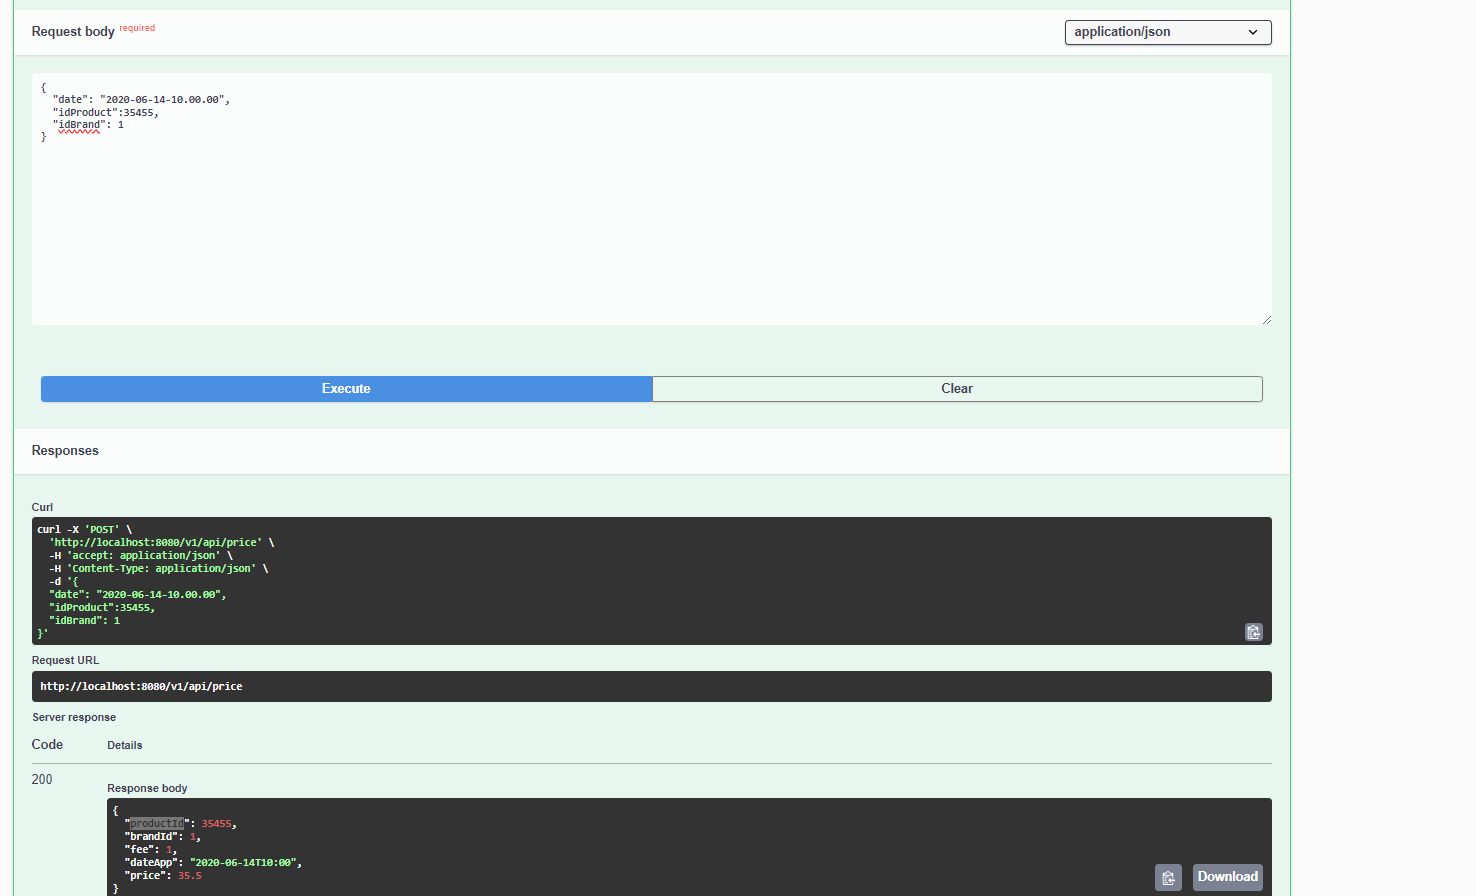 Request body required
application/json
{
"date": "2020-06-14-10.00.00",
"idProduct":35455,
"idBrand": 1
}
Execute
Clear
Responses
Curl
curl -X 'POST' \
'http://localhost:8080/v1/api/price' \
-H 'accept: application/json' \
-H 'Content-Type: application/json' \
-d '{
"date": "2020-06-14-10.00.00",
"idProduct":35455,
"idBrand": 1
}'
Request URL
http://localhost:8080/v1/api/price
Server response
Code
Details
200
Response body
{
"productId": 35455,
"brandId": 1,
"fee": 1,
"dateApp": "2020-06-14T10:00",
"price": 35.5
}
Download